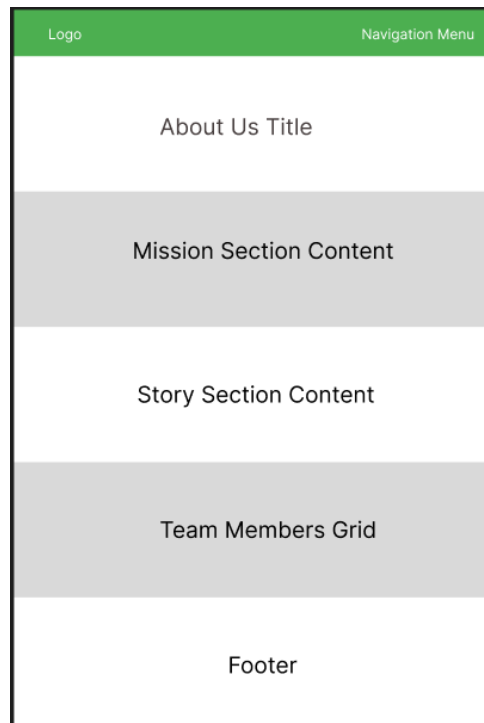 Logo Navigation Menu
About Us Title
Mission Section Content
Story Section Content
Team Members Grid
Footer